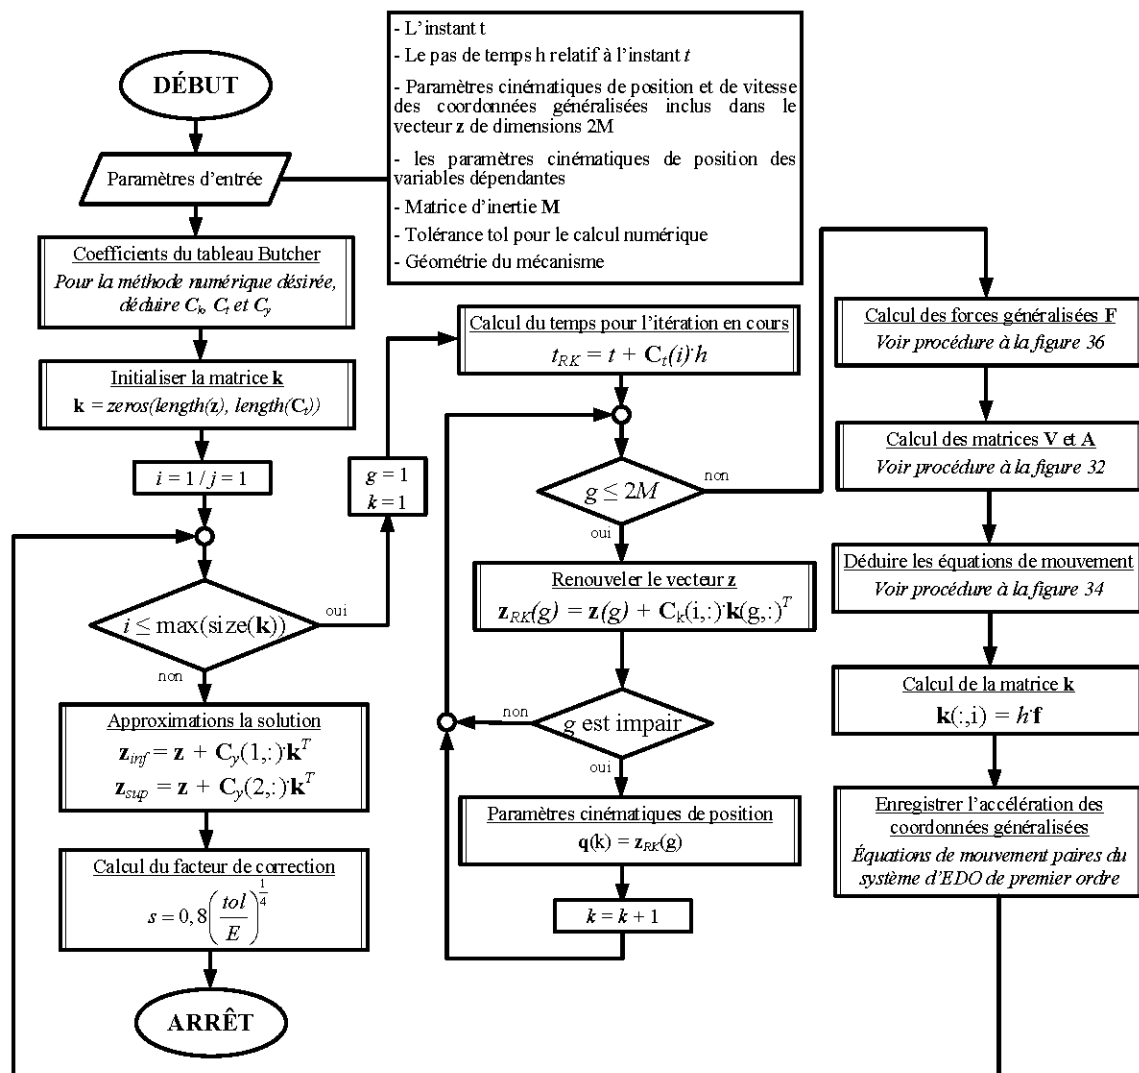 DÉBUT
Paramètres d'entrée
- L'instant t
- Le pas de temps h relatif à l'instant t
- Paramètres cinématiques de position et de vitesse
des coordonnées généralisées inclus dans le
vecteur z de dimensions 2M
- les paramètres cinématiques de position des
variables dépendantes
- Matrice d'inertie M
- Tolérance tol pour le calcul numérique
- Géométrie du mécanisme
Coefficients du tableau Butcher
Pour la méthode numérique désirée,
déduire Ck, Ct et Cy
Initialiser la matrice k
k = zeros(length(z), length(Ct))
i = 1 / j = 1
i ≤ max(size(k))
oui
non
Approximations la solution
z_inf = z + Cy(1,:)·k^T
z_sup = z + Cy(2,:)·k^T
Calcul du facteur de correction
s = 0,8(tol/E)^(1/4)
ARRÊT
g = 1
k = 1
Calcul du temps pour l'itération en cours
t_RK = t + Ct(i)·h
g ≤ 2M
non
oui
Renouveler le vecteur z
z_RK(g) = z(g) + Ck(i,:)·k(g,:)^T
g est impair
non
oui
Paramètres cinématiques de position
q(k) = z_RK(g)
k = k + 1
Calcul des forces généralisées F
Voir procédure à la figure 36
Calcul des matrices V et A
Voir procédure à la figure 32
Déduire les équations de mouvement
Voir procédure à la figure 34
Calcul de la matrice k
k(:,i) = h·f
Enregistrer l'accélération des
coordonnées généralisées
Équations de mouvement paires du
système d'EDO de premier ordre